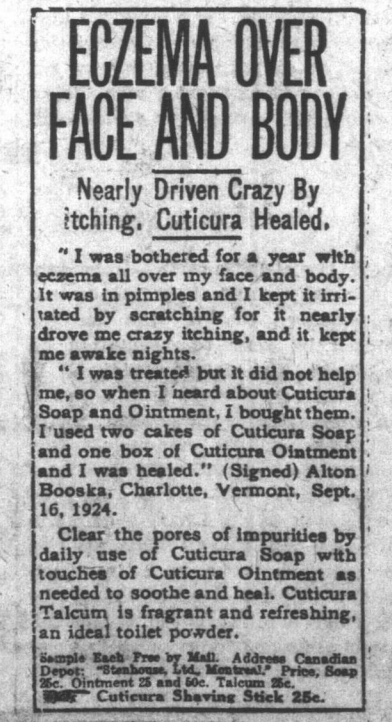 ECZEMA OVER
FACE AND BODY
Nearly Driven Crazy By
Itching. Cuticura Healed.
"I was bothered for a year with
eczema all over my face and body.
It was in pimples and I kept it irri-
tated by scratching for it nearly
drove me crazy itching, and it kept
me awake nights.
"I was treated but it did not help
me, so when I heard about Cuticura
Soap and Ointment, I bought them.
I used two cakes of Cuticura Soap
and one box of Cuticura Ointment
and I was healed." (Signed) Alton
Booska, Charlotte, Vermont, Sept.
16, 1924.
Clear the pores of impurities by
daily use of Cuticura Soap with
touches of Cuticura Ointment as
needed to soothe and heal. Cuticura
Talcum is fragrant and refreshing,
an ideal toilet powder.
Sample Each Free by Mail. Address Canadian
Depot: "Stenhouse, Ltd., Montreal." Price, Soap
25c. Ointment 25 and 50c. Talcum 25c.
Cuticura Shaving Stick 25c.